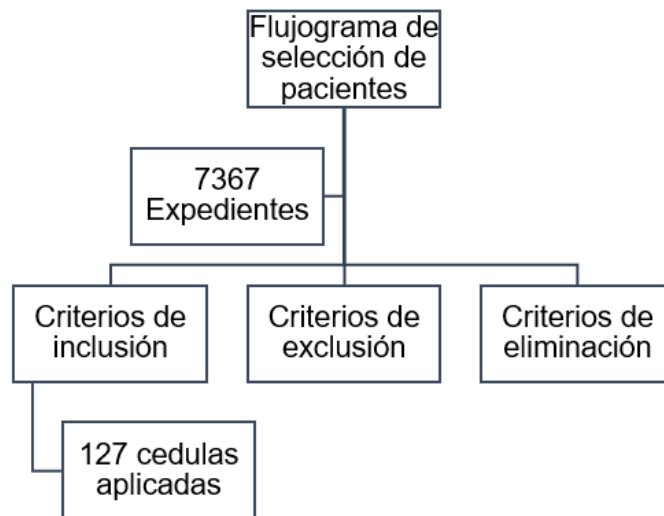 Flujograma de
selección de
pacientes
7367
Expedientes
Criterios de
inclusión
Criterios de
exclusión
Criterios de
eliminación
127 cedulas
aplicadas